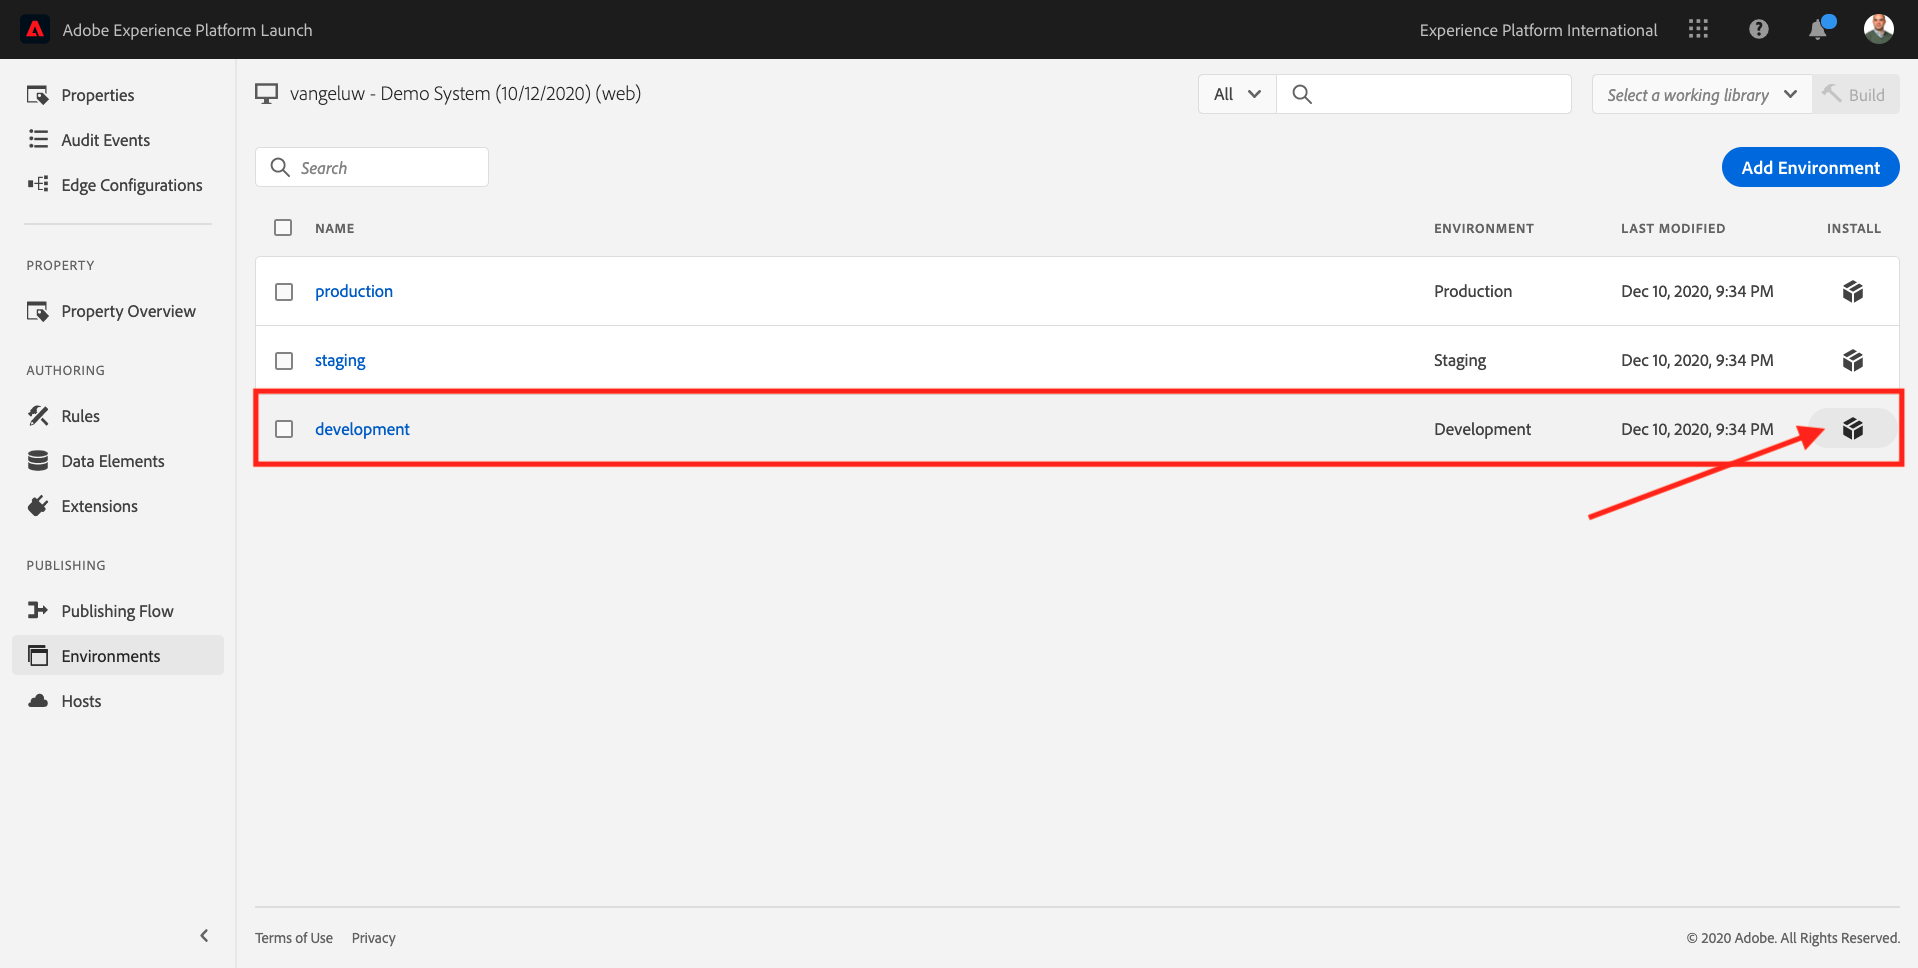 Adobe Experience Platform Launch
Experience Platform International
Properties
Audit Events
Edge Configurations
PROPERTY
Property Overview
AUTHORING
Rules
Data Elements
Extensions
PUBLISHING
Publishing Flow
Environments
Hosts
vangeluw - Demo System (10/12/2020) (web)
All
Select a working library
Build
Search
Add Environment
NAME ENVIRONMENT LAST MODIFIED INSTALL
production Production Dec 10, 2020, 9:34 PM
staging Staging Dec 10, 2020, 9:34 PM
development Development Dec 10, 2020, 9:34 PM
Terms of Use Privacy
© 2020 Adobe. All Rights Reserved.